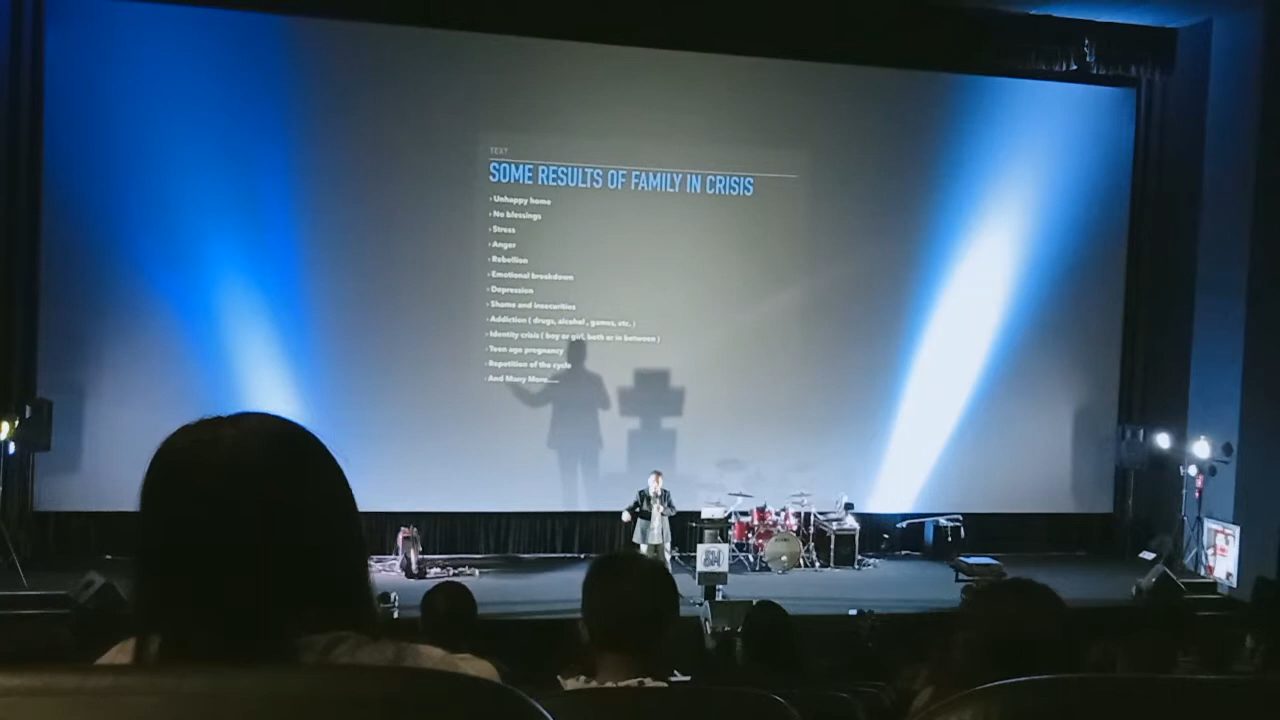 TEXT
SOME RESULTS OF FAMILY IN CRISIS
› Unhappy home
› No blessings
› Stress
› Anger
› Rebellion
› Emotional breakdown
› Depression
› Shame and insecurities
› Addiction ( drugs, alcohol , games, etc. )
› Identity crisis ( boy or girl, both or in between )
› Teen age pregnancy
› Repetition of the cycle
› And Many More.....
SM